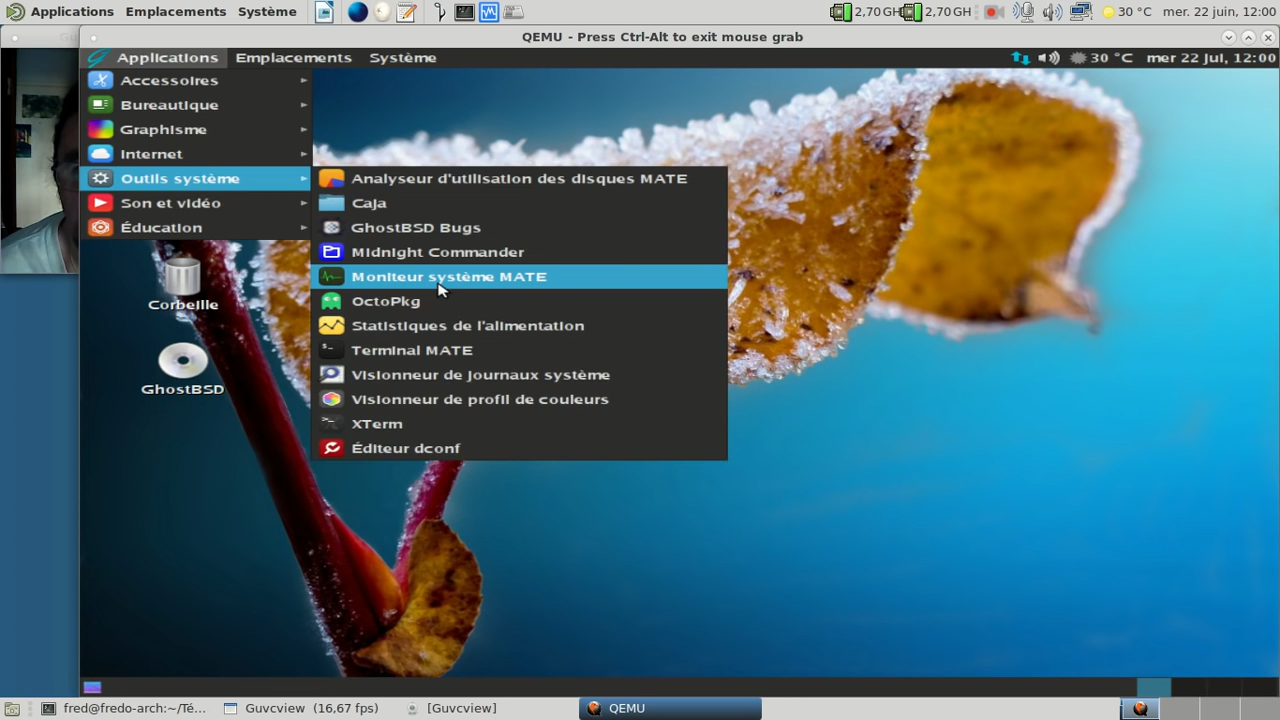 Applications Emplacements Système 2,70 GH 2,70 GH 30 °C mer. 22 juin, 12:00
QEMU - Press Ctrl-Alt to exit mouse grab
Applications Emplacements Système 30 °C mer 22 jui, 12:00
Accessoires
Bureautique
Graphisme
Internet
Outils système
Son et vidéo
Éducation
Analyseur d'utilisation des disques MATE
Caja
GhostBSD Bugs
Midnight Commander
Moniteur système MATE
OctoPkg
Statistiques de l'alimentation
Terminal MATE
Visionneur de journaux système
Visionneur de profil de couleurs
XTerm
Éditeur dconf
Corbeille
GhostBSD
fred@fredo-arch:~/Té... Guvcview (16,67 fps) [Guvcview] QEMU